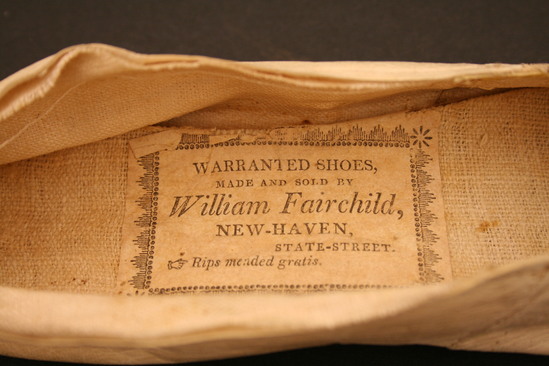 WARRANTED SHOES,
MADE AND SOLD BY
William Fairchild,
NEW-HAVEN,
STATE-STREET.
☞ Rips mended gratis.